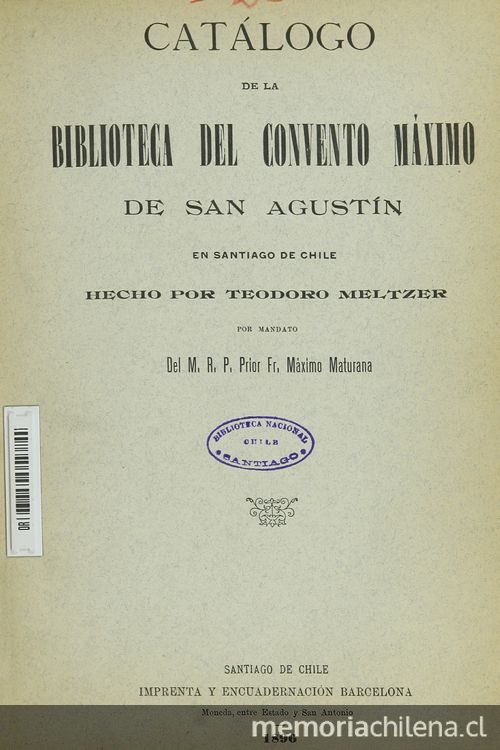 CATÁLOGO
DE LA
BIBLIOTECA DEL CONVENTO MÁXIMO
DE SAN AGUSTÍN
EN SANTIAGO DE CHILE
HECHO POR TEODORO MELTZER
POR MANDATO
Del M. R. P. Prior Fr. Máximo Maturana
BIBLIOTECA NACIONAL
CHILE
SANTIAGO
DR
SANTIAGO DE CHILE
IMPRENTA Y ENCUADERNACIÓN BARCELONA
Moneda, entre Estado y San Antonio
memoriachilena.cl
1896